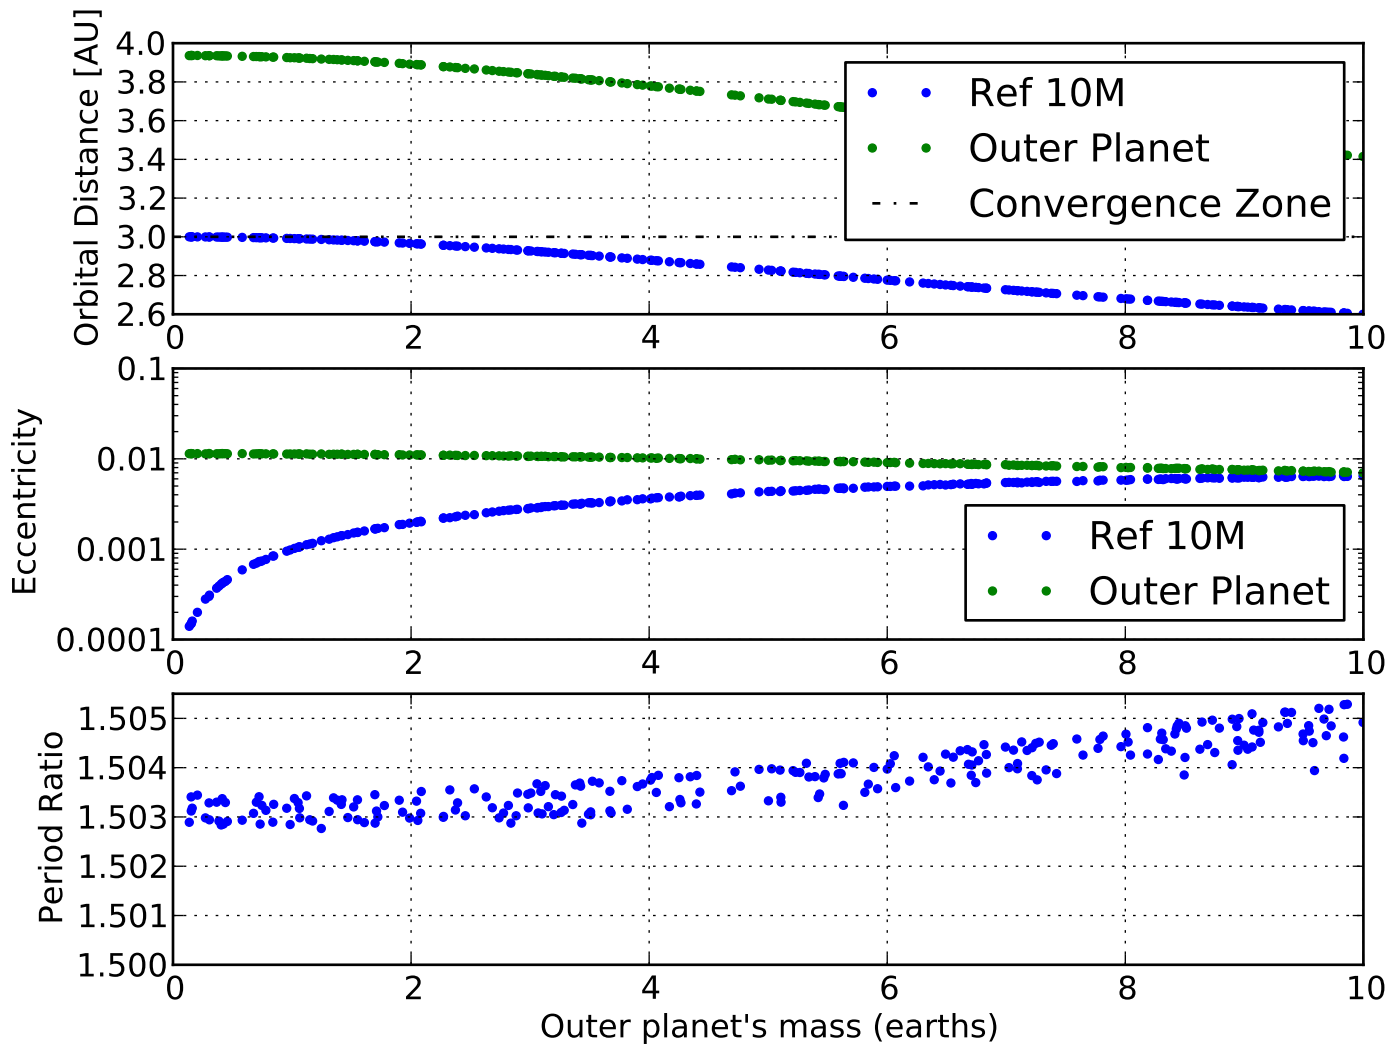 Orbital Distance [AU]
4.0
3.8
3.6
3.4
3.2
3.0
2.8
2.6
0 2 4 6 8 10
Ref 10M
Outer Planet
Convergence Zone
Eccentricity
0.1
0.01
0.001
0.0001
0 2 4 6 8 10
Ref 10M
Outer Planet
Period Ratio
1.505
1.504
1.503
1.502
1.501
1.500
0 2 4 6 8 10
Outer planet's mass (earths)